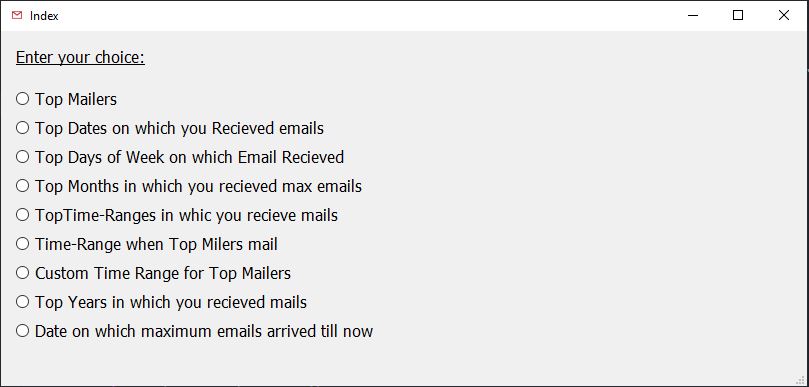 Index
Enter your choice:
Top Mailers
Top Dates on which you Recieved emails
Top Days of Week on which Email Recieved
Top Months in which you recieved max emails
TopTime-Ranges in whic you recieve mails
Time-Range when Top Milers mail
Custom Time Range for Top Mailers
Top Years in which you recieved mails
Date on which maximum emails arrived till now